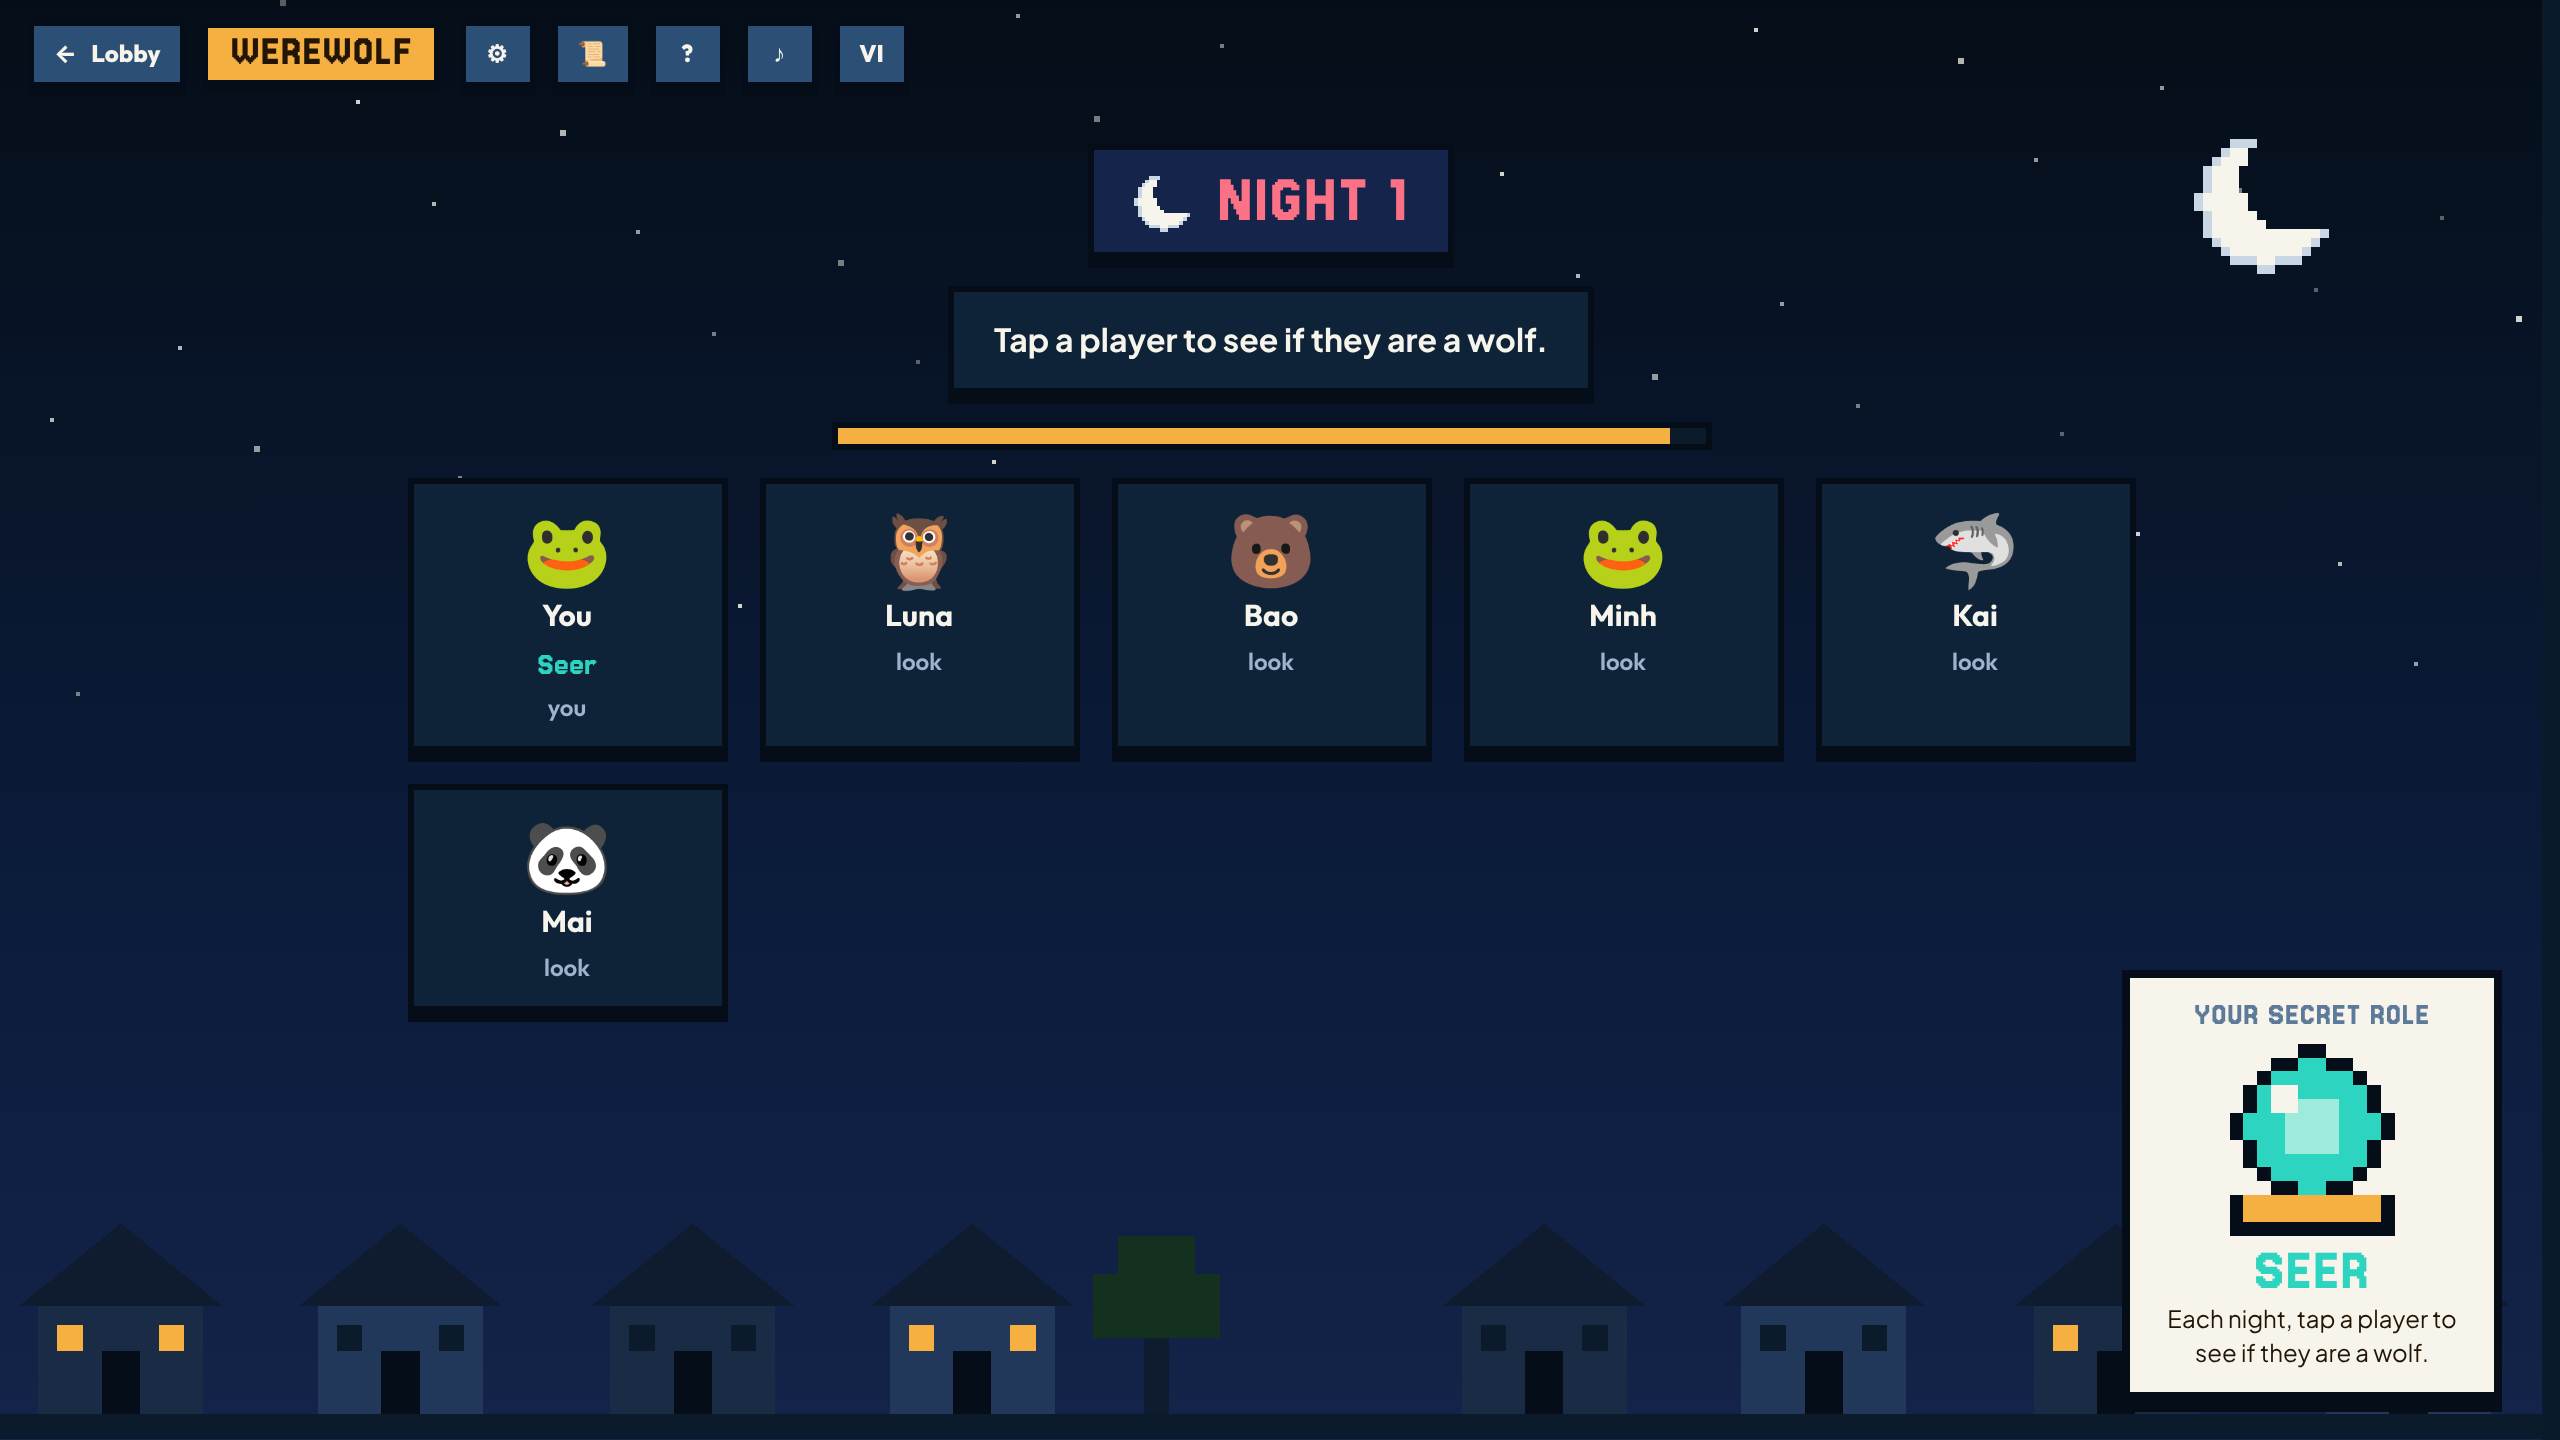 ← Lobby
WEREWOLF
?
♪
VI
NIGHT 1
Tap a player to see if they are a wolf.
You
Seer
you
Luna
look
Bao
look
Minh
look
Kai
look
Mai
look
YOUR SECRET ROLE
SEER
Each night, tap a player to
see if they are a wolf.